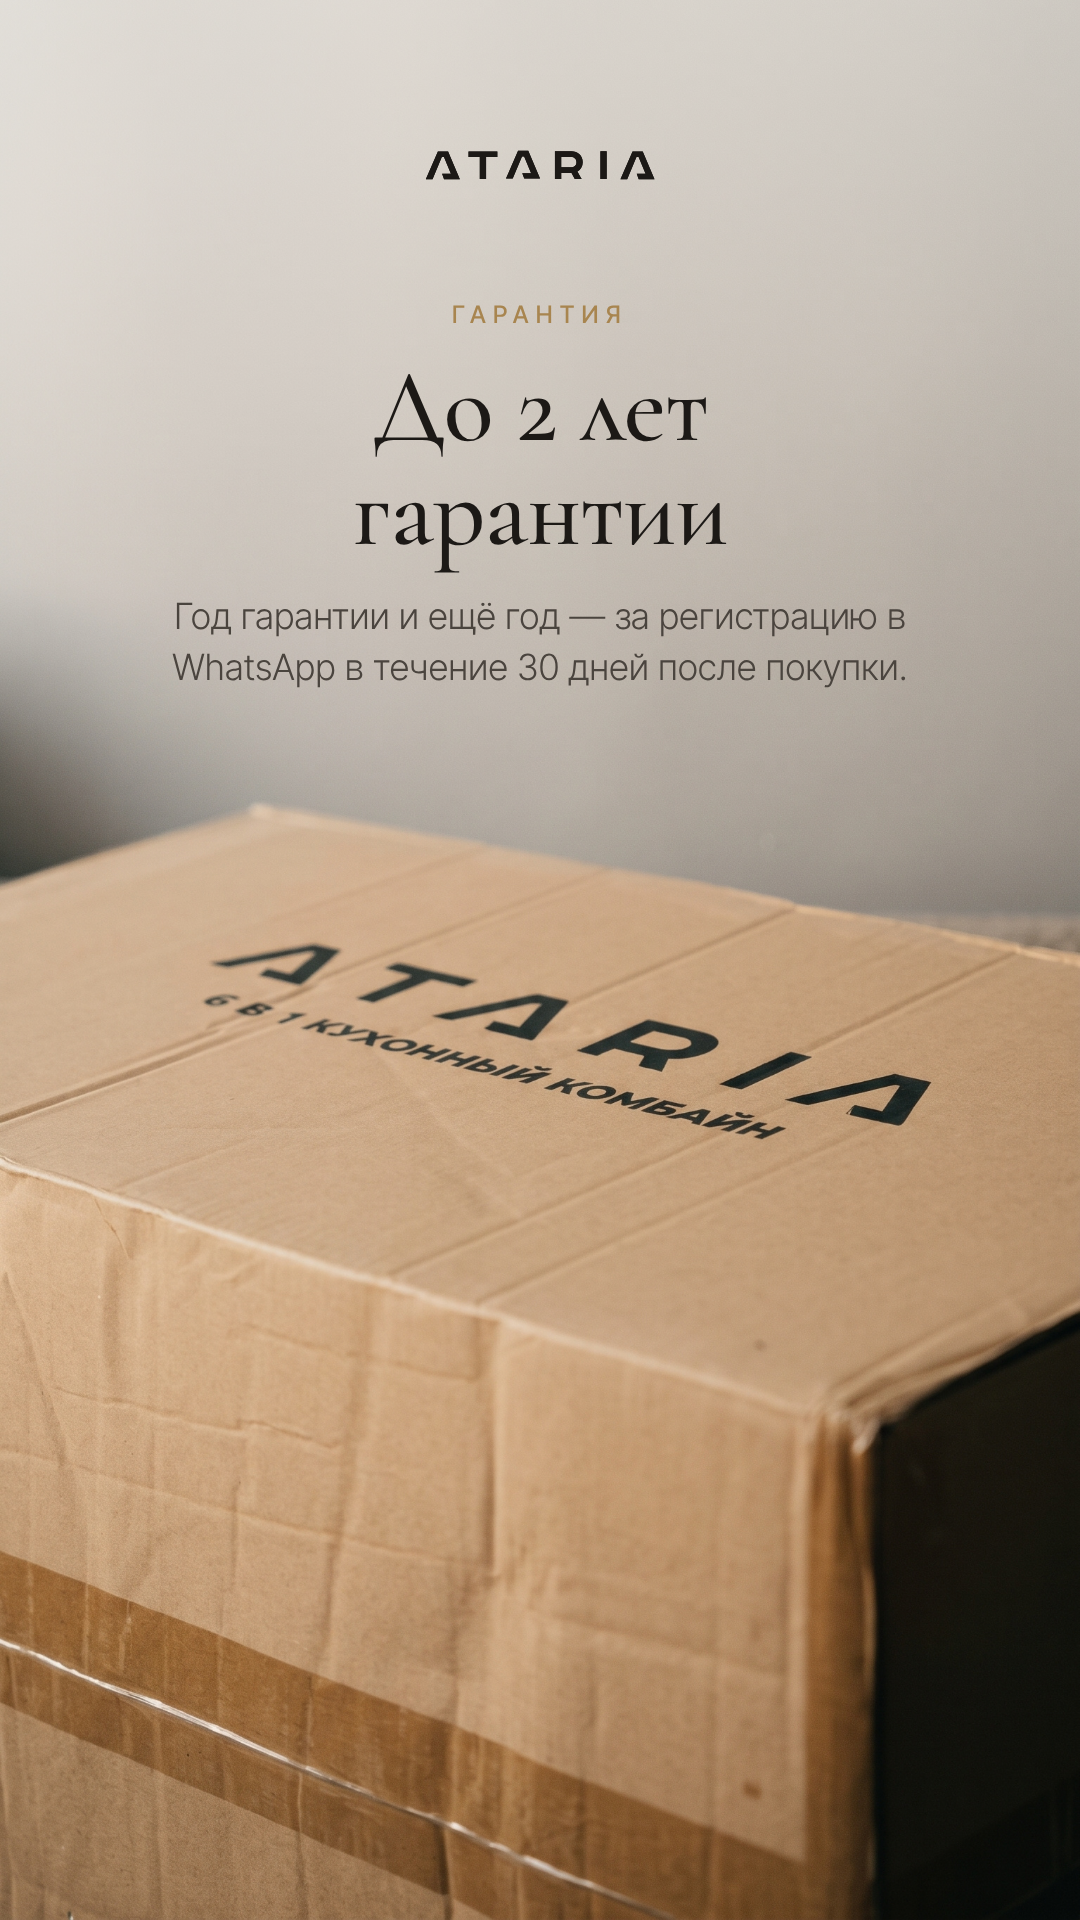 ATARIA
ГАРАНТИЯ
До 2 лет
гарантии
Год гарантии и ещё год — за регистрацию в
WhatsApp в течение 30 дней после покупки.
ATARIA
6 В 1 КУХОННЫЙ КОМБАЙН